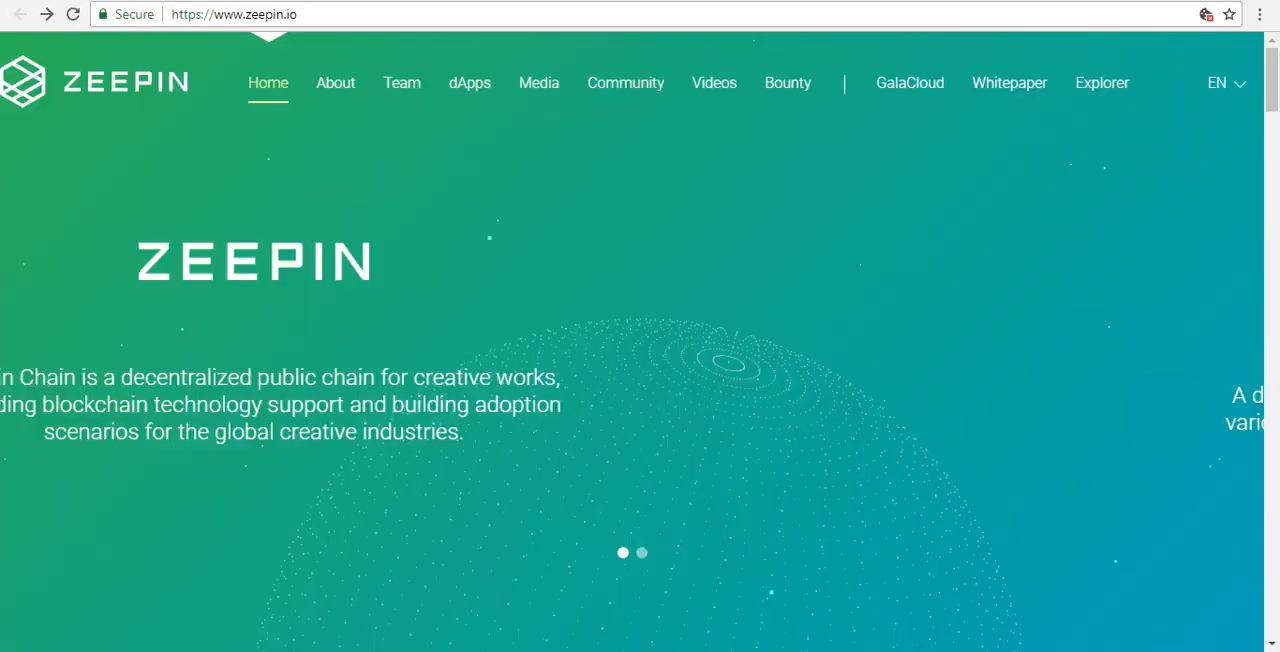 Secure
https://www.zeepin.io
ZEEPIN
Home About Team dApps Media Community Videos Bounty | GalaCloud Whitepaper Explorer EN
ZEEPIN
in Chain is a decentralized public chain for creative works,
ding blockchain technology support and building adoption
scenarios for the global creative industries.
A d
vari